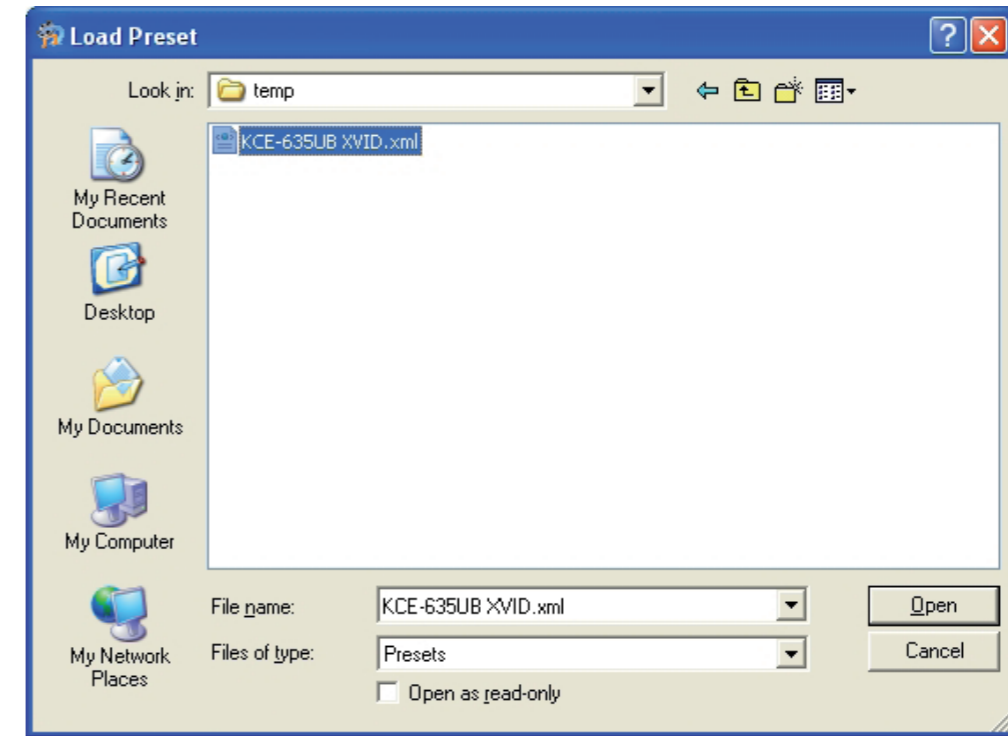 Load Preset
Look in:
temp
KCE-635UB XVID.xml
My Recent
Documents
Desktop
My Documents
My Computer
My Network
Places
File name:
KCE-635UB XVID.xml
Open
Files of type:
Presets
Cancel
Open as read-only